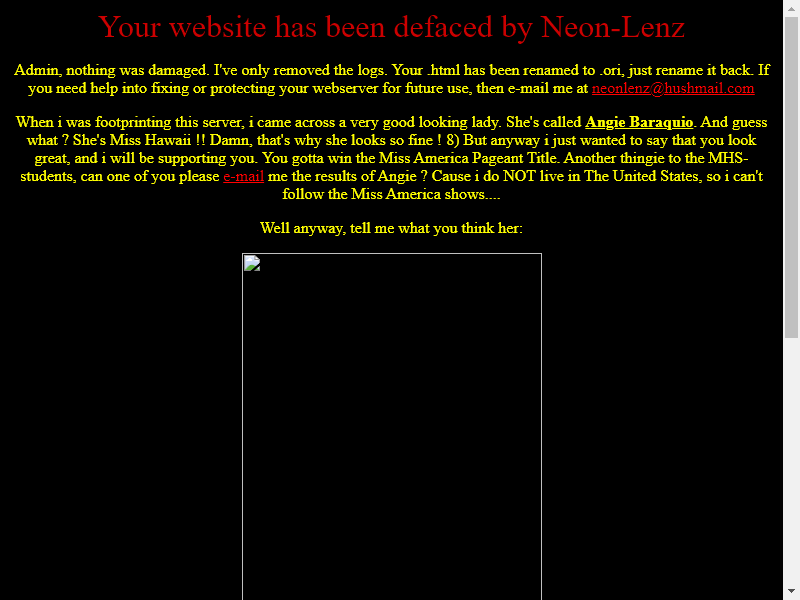 Your website has been defaced by Neon-Lenz
Admin, nothing was damaged. I've only removed the logs. Your .html has been renamed to .ori, just rename it back. If
you need help into fixing or protecting your webserver for future use, then e-mail me at neonlenz@hushmail.com
When i was footprinting this server, i came across a very good looking lady. She's called Angie Baraquio. And guess
what ? She's Miss Hawaii !! Damn, that's why she looks so fine ! 8) But anyway i just wanted to say that you look
great, and i will be supporting you. You gotta win the Miss America Pageant Title. Another thingie to the MHS-
students, can one of you please e-mail me the results of Angie ? Cause i do NOT live in The United States, so i can't
follow the Miss America shows....
Well anyway, tell me what you think her: